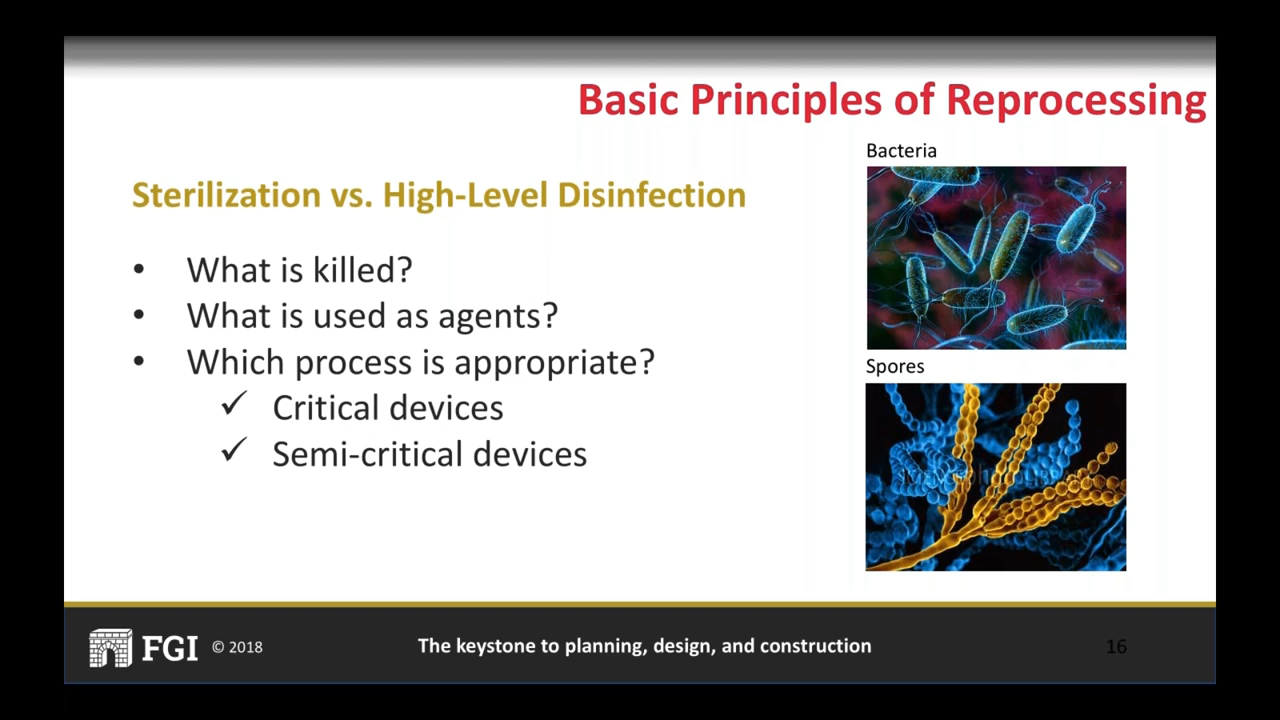 Basic Principles of Reprocessing
Sterilization vs. High-Level Disinfection
• What is killed?
• What is used as agents?
• Which process is appropriate?
✓ Critical devices
✓ Semi-critical devices
Bacteria
Spores
FGI © 2018
The keystone to planning, design, and construction
16